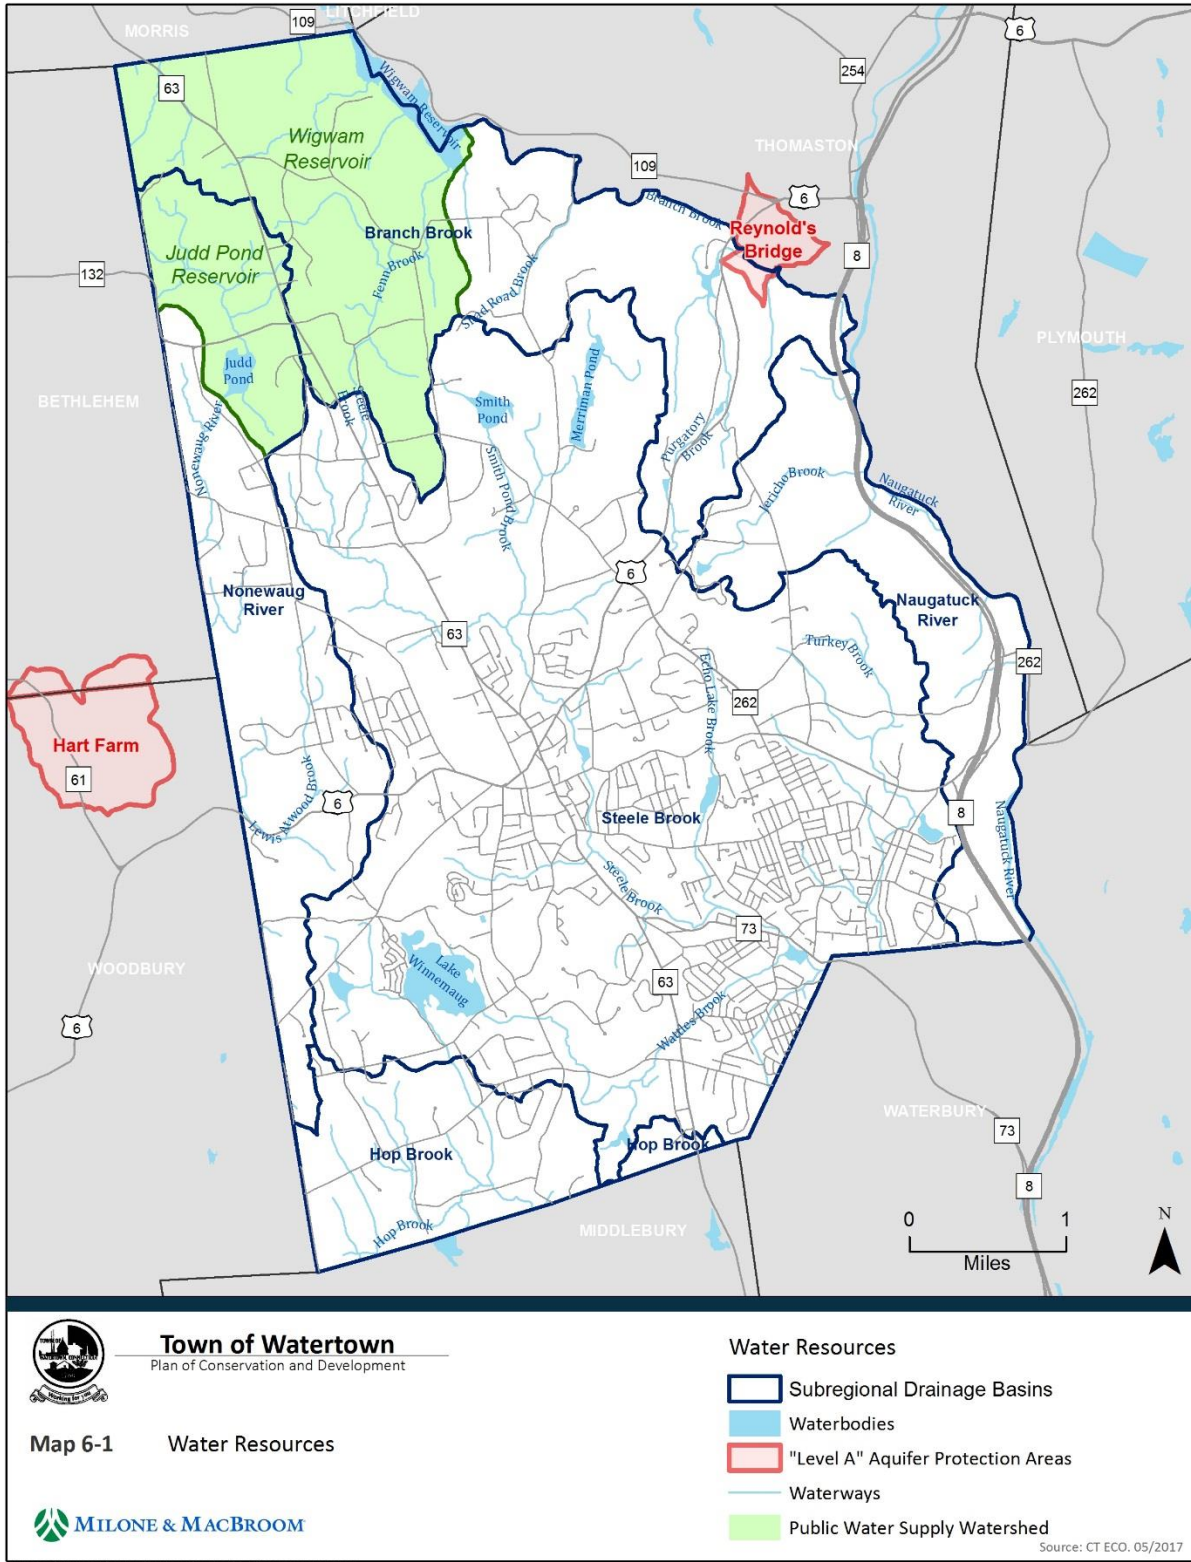 LITCHFIELD
109
MORRIS
6
254
63
Wigwam Reservoir
Wigwam
Reservoir
THOMASTON
109
6
Branch Brook
Reynold's
Bridge
Branch Brook
8
Judd Pond
Reservoir
Fenn Brook
132
Shad Road Brook
PLYMOUTH
Judd
Pond
Merriman Pond
262
BETHLEHEM
Steele
Brook
Smith
Pond
Nonewaug River
Purgatory
Brook
Smith Pond Brook
Jericho Brook
Naugatuck
River
6
Nonewaug
River
Naugatuck
River
63
Turkey Brook
262
Echo Lake Brook
262
Hart Farm
61
Lewis Atwood Brook
6
8
Steele Brook
Naugatuck River
Steele Brook
73
WOODBURY
Lake
Winnemaug
63
6
Wattles Brook
WATERBURY
73
Hop Brook
Hop Brook
8
Hop Brook
MIDDLEBURY
0 1
Miles
N
Town of Watertown
Plan of Conservation and Development
Map 6-1 Water Resources
MILONE & MACBROOM
Water Resources
Subregional Drainage Basins
Waterbodies
"Level A" Aquifer Protection Areas
Waterways
Public Water Supply Watershed
Source: CT ECO. 05/2017